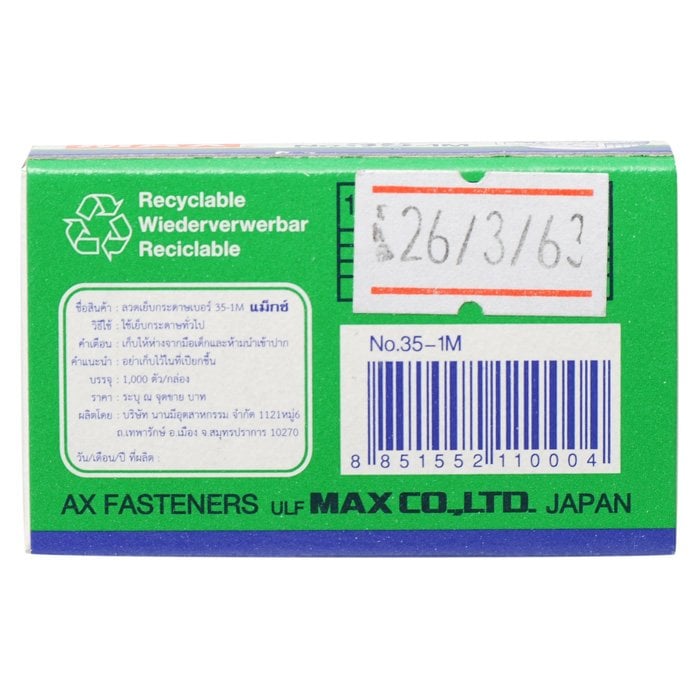 Recyclable
Wiederverwerbar
Reciclable
26/3/63
ชื่อสินค้า : ลวดเย็บกระดาษเบอร์ 35-1M แม็กซ์
วิธีใช้ : ใช้เย็บกระดาษทั่วไป
คำเตือน : เก็บให้ห่างจากมือเด็กและห้ามนำเข้าปาก
คำแนะนำ : อย่าเก็บไว้ในที่เปียกชื้น
บรรจุ : 1,000 ตัว/กล่อง
ราคา : ระบุ ณ จุดขาย บาท
ผลิตโดย : บริษัท นานมีอุตสาหกรรม จำกัด 1121หมู่6
ถ.เทพารักษ์ อ.เมือง จ.สมุทรปราการ 10270
วัน/เดือน/ปี ที่ผลิต :
No.35-1M
8 851552 110004
AX FASTENERS ULF MAX CO.,LTD. JAPAN